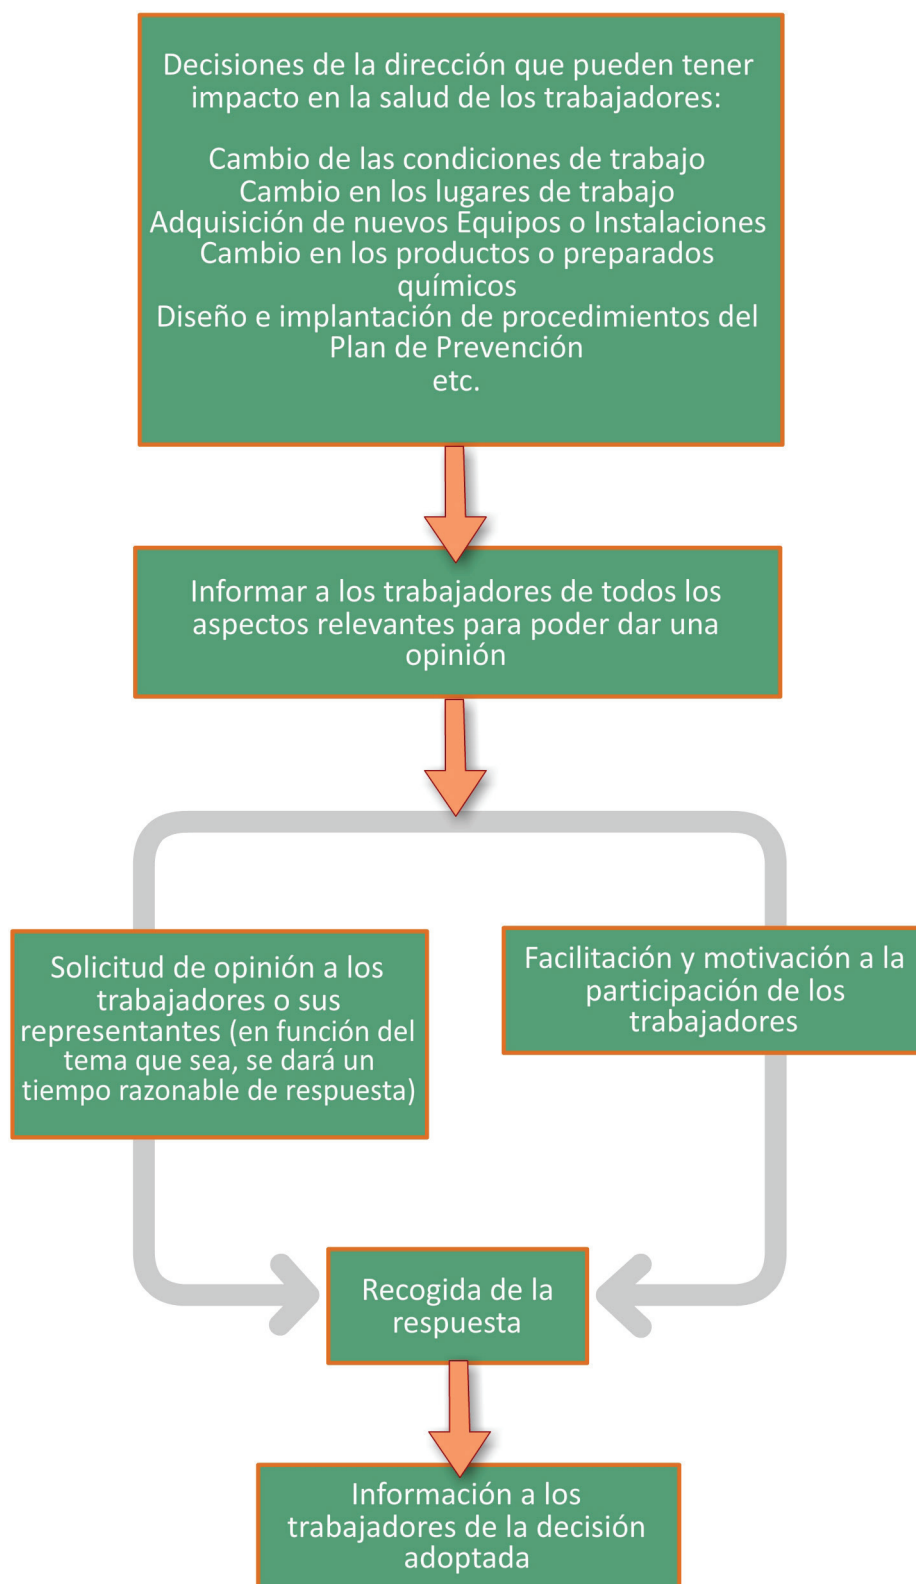 Decisiones de la dirección que pueden tener
impacto en la salud de los trabajadores:
Cambio de las condiciones de trabajo
Cambio en los lugares de trabajo
Adquisición de nuevos Equipos o Instalaciones
Cambio en los productos o preparados
químicos
Diseño e implantación de procedimientos del
Plan de Prevención
etc.
Informar a los trabajadores de todos los
aspectos relevantes para poder dar una
opinión
Solicitud de opinión a los
trabajadores o sus
representantes (en función del
tema que sea, se dará un
tiempo razonable de respuesta)
Facilitación y motivación a la
participación de los
trabajadores
Recogida de la
respuesta
Información a los
trabajadores de la decisión
adoptada